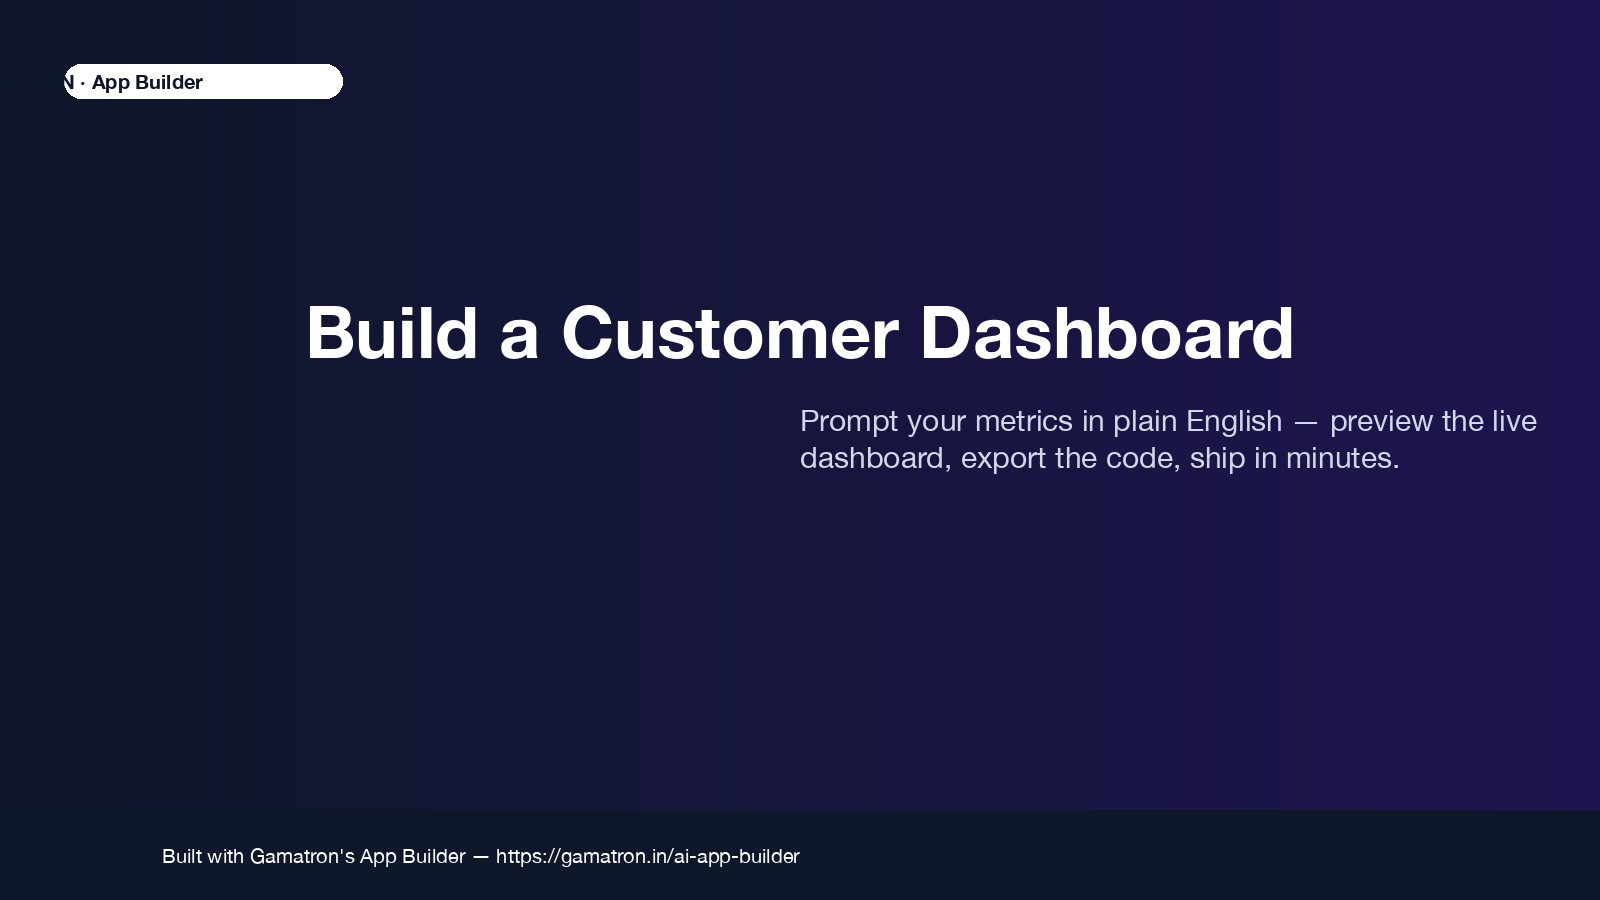 N · App Builder
Build a Customer Dashboard
Prompt your metrics in plain English — preview the live
dashboard, export the code, ship in minutes.
Built with Gamatron's App Builder — https://gamatron.in/ai-app-builder